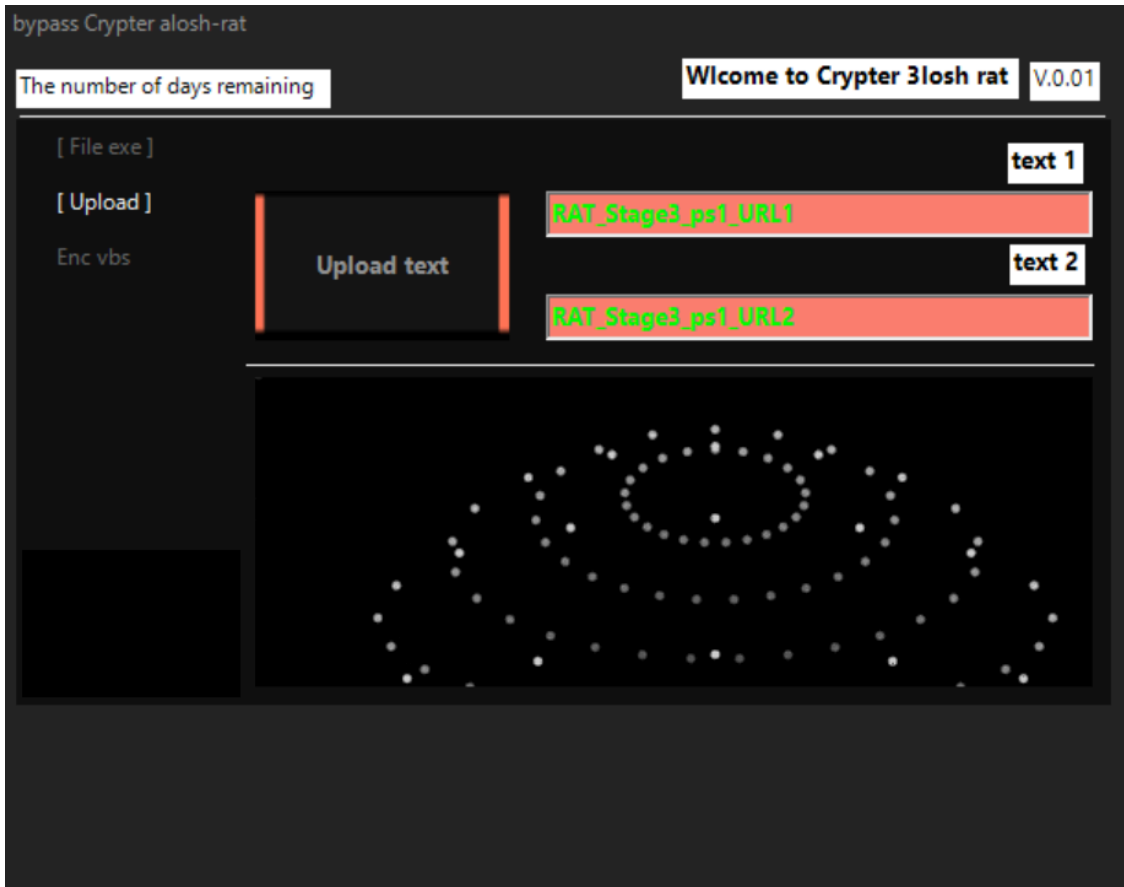 bypass Crypter alosh-rat
The number of days remaining
Wlcome to Crypter 3losh rat
V.0.01
[ File exe ]
[ Upload ]
Enc vbs
Upload text
text 1
RAT_Stage3_ps1_URL1
text 2
RAT_Stage3_ps1_URL2